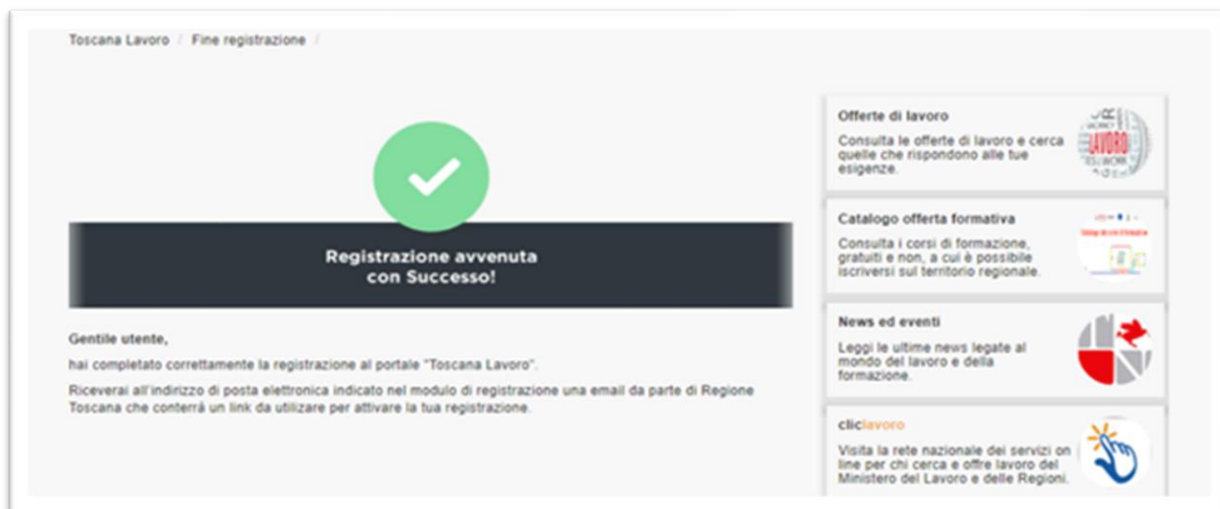 Toscana Lavoro / Fine registrazione /
Registrazione avvenuta
con Successo!
Gentile utente,
hai completato correttamente la registrazione al portale "Toscana Lavoro".
Riceverai all'indirizzo di posta elettronica indicato nel modulo di registrazione una email da parte di Regione
Toscana che conterrà un link da utilizzare per attivare la tua registrazione.
Offerte di lavoro
Consulta le offerte di lavoro e cerca
quelle che rispondono alle tue
esigenze.
LAVORO
Catalogo offerta formativa
Consulta i corsi di formazione,
gratuiti e non, a cui è possibile
iscriversi sul territorio regionale.
News ed eventi
Leggi le ultime news legate al
mondo del lavoro e della
formazione.
cliclavoro
Visita la rete nazionale dei servizi on
line per chi cerca e offre lavoro del
Ministero del Lavoro e delle Regioni.